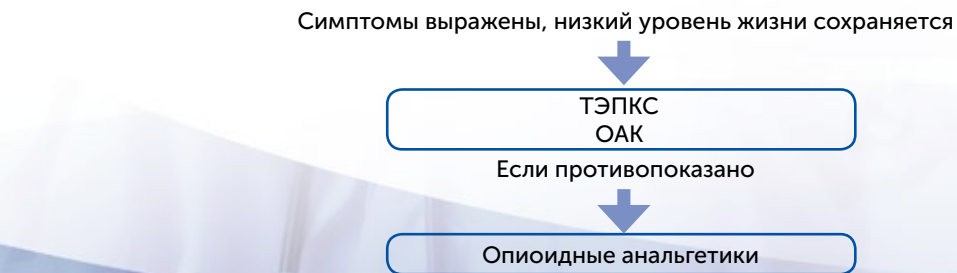 Симптомы выражены, низкий уровень жизни сохраняется
ТЭПКС
ОАК
Если противопоказано
Опиоидные анальгетики